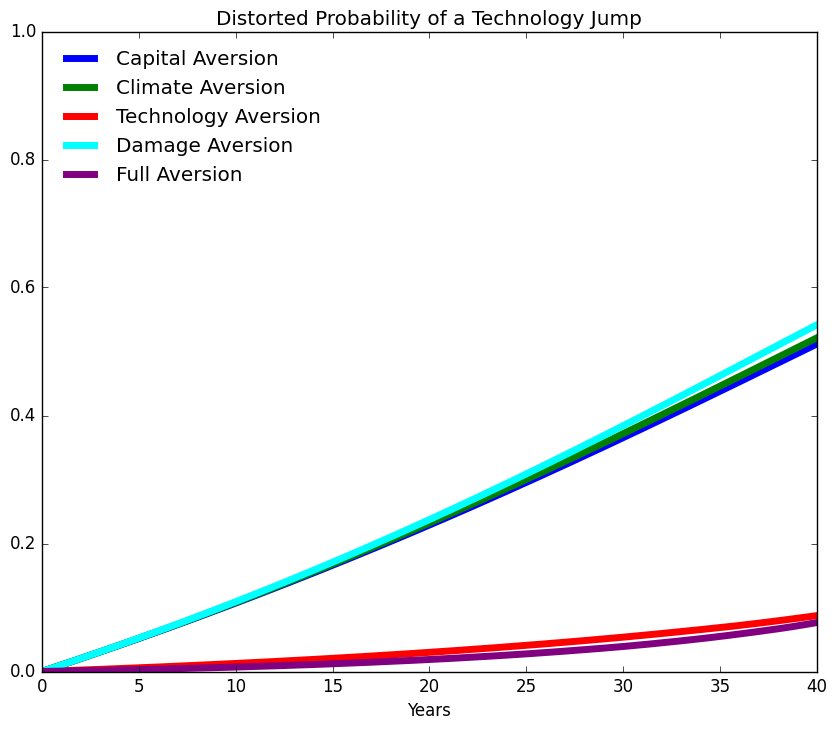 Distorted Probability of a Technology Jump
1.0
Capital Aversion
Climate Aversion
Technology Aversion
Damage Aversion
Full Aversion
0.8
0.6
0.4
0.2
0.0
0 5 10 15 20 25 30 35 40
Years